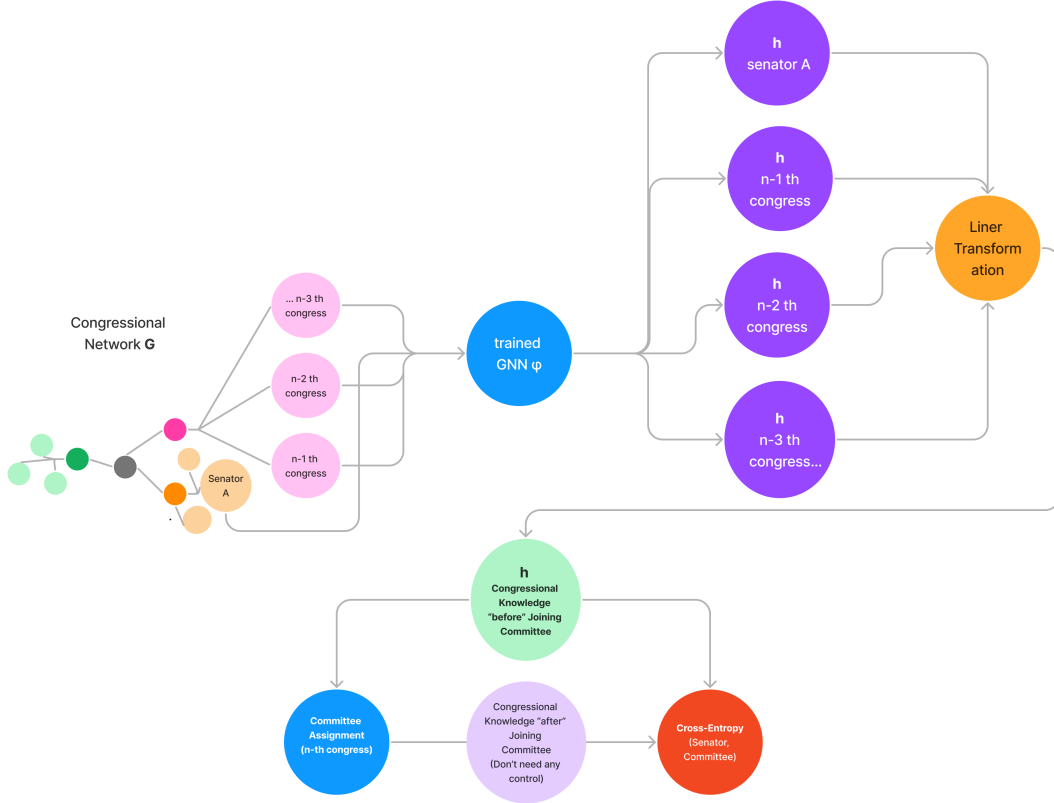 h
senator A
h
n-1 th
congress
Liner
Transform
ation
h
n-2 th
congress
... n-3 th
congress
Congressional
Network G
trained
GNN φ
n-2 th
congress
h
n-3 th
congress...
n-1 th
congress
Senator
A
h
Congressional
Knowledge
"before" Joining
Committee
Committee
Assignment
(n-th congress)
Congressional
Knowledge "after"
Joining
Committee
(Don't need any
control)
Cross-Entropy
(Senator,
Committee)